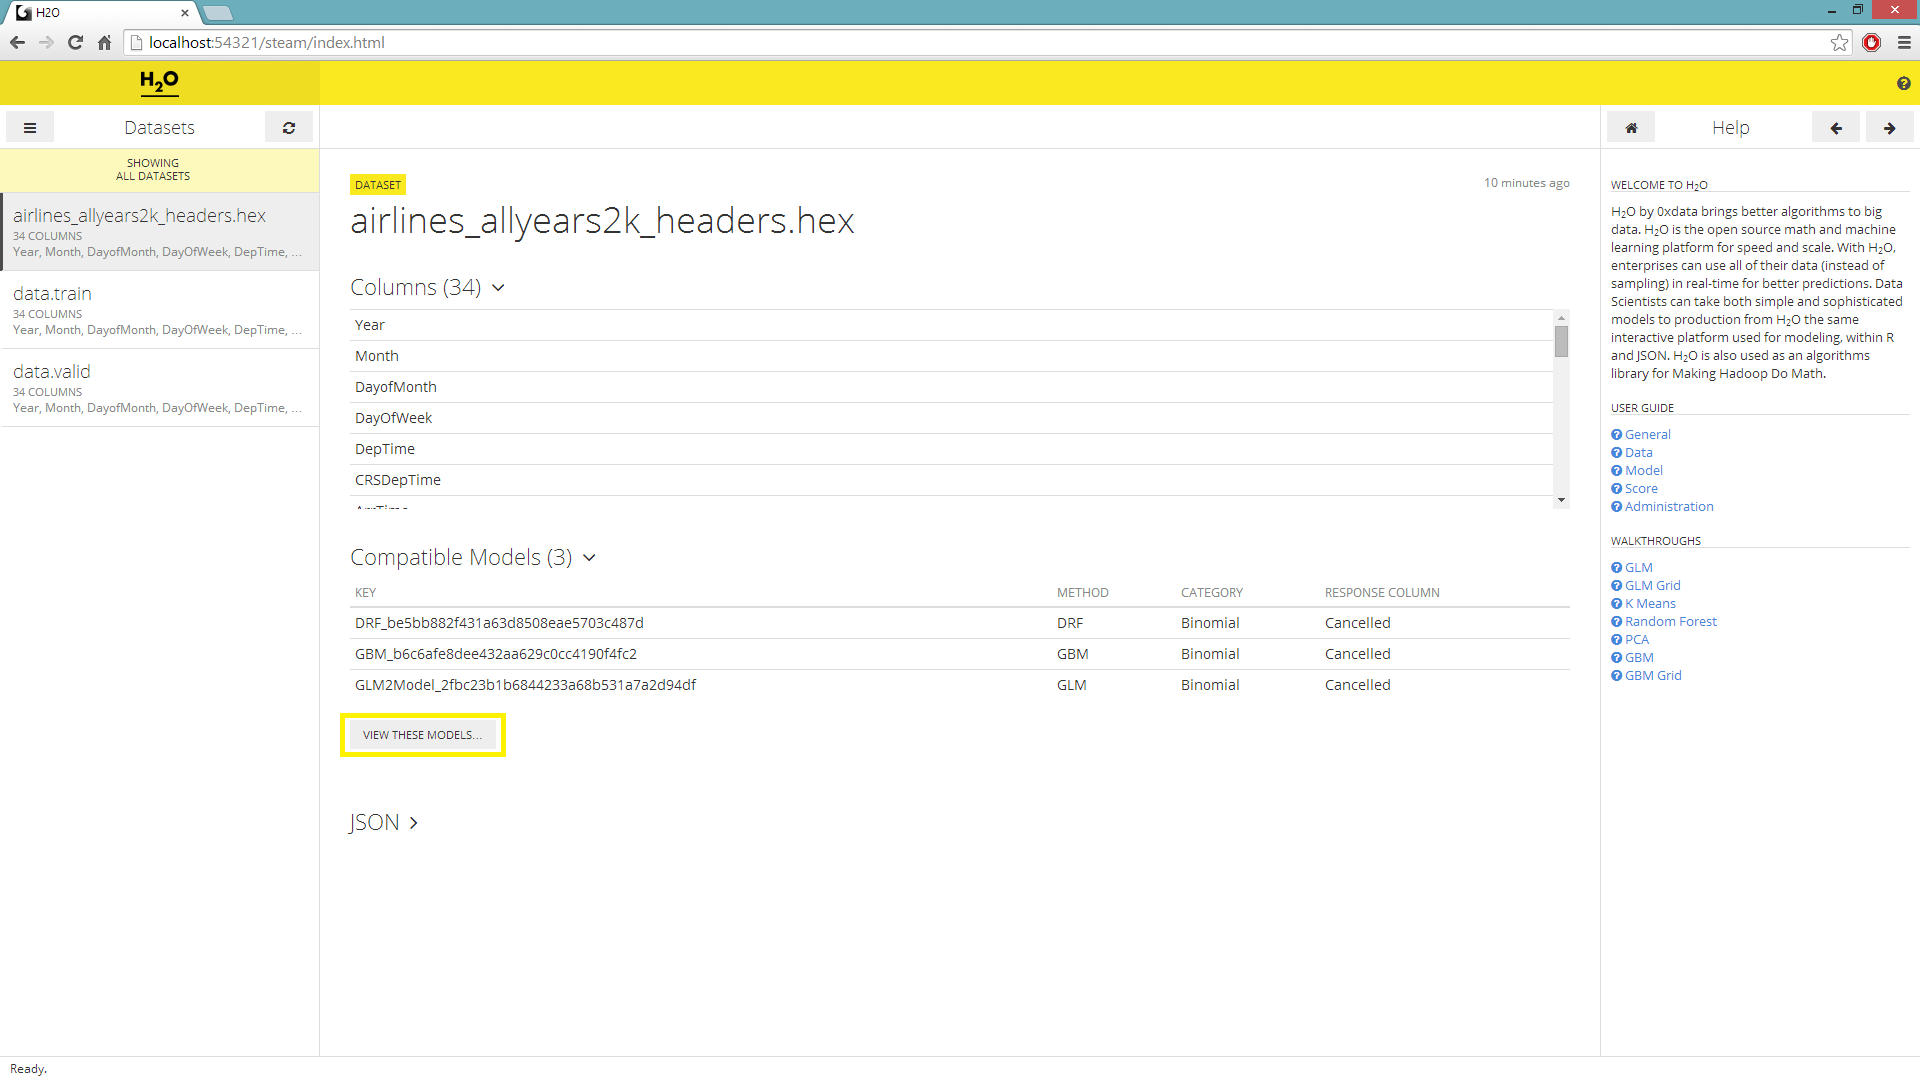 H2O
localhost:54321/steam/index.html
H2O
Datasets
Help
SHOWING
ALL DATASETS
airlines_allyears2k_headers.hex
34 COLUMNS
Year, Month, DayofMonth, DayOfWeek, DepTime, ...
data.train
34 COLUMNS
Year, Month, DayofMonth, DayOfWeek, DepTime, ...
data.valid
34 COLUMNS
Year, Month, DayofMonth, DayOfWeek, DepTime, ...
DATASET
10 minutes ago
airlines_allyears2k_headers.hex
Columns (34)
Year
Month
DayofMonth
DayOfWeek
DepTime
CRSDepTime
ArrTime
Compatible Models (3)
KEY METHOD CATEGORY RESPONSE COLUMN
DRF_be5bb882f431a63d8508eae5703c487d DRF Binomial Cancelled
GBM_b6c6afe8dee432aa629c0cc4190f4fc2 GBM Binomial Cancelled
GLM2Model_2fbc23b1b6844233a68b531a7a2d94df GLM Binomial Cancelled
VIEW THESE MODELS...
JSON
WELCOME TO H2O
H2O by 0xdata brings better algorithms to big
data. H2O is the open source math and machine
learning platform for speed and scale. With H2O,
enterprises can use all of their data (instead of
sampling) in real-time for better predictions. Data
Scientists can take both simple and sophisticated
models to production from H2O the same
interactive platform used for modeling, within R
and JSON. H2O is also used as an algorithms
library for Making Hadoop Do Math.
USER GUIDE
General
Data
Model
Score
Administration
WALKTHROUGHS
GLM
GLM Grid
K Means
Random Forest
PCA
GBM
GBM Grid
Ready.